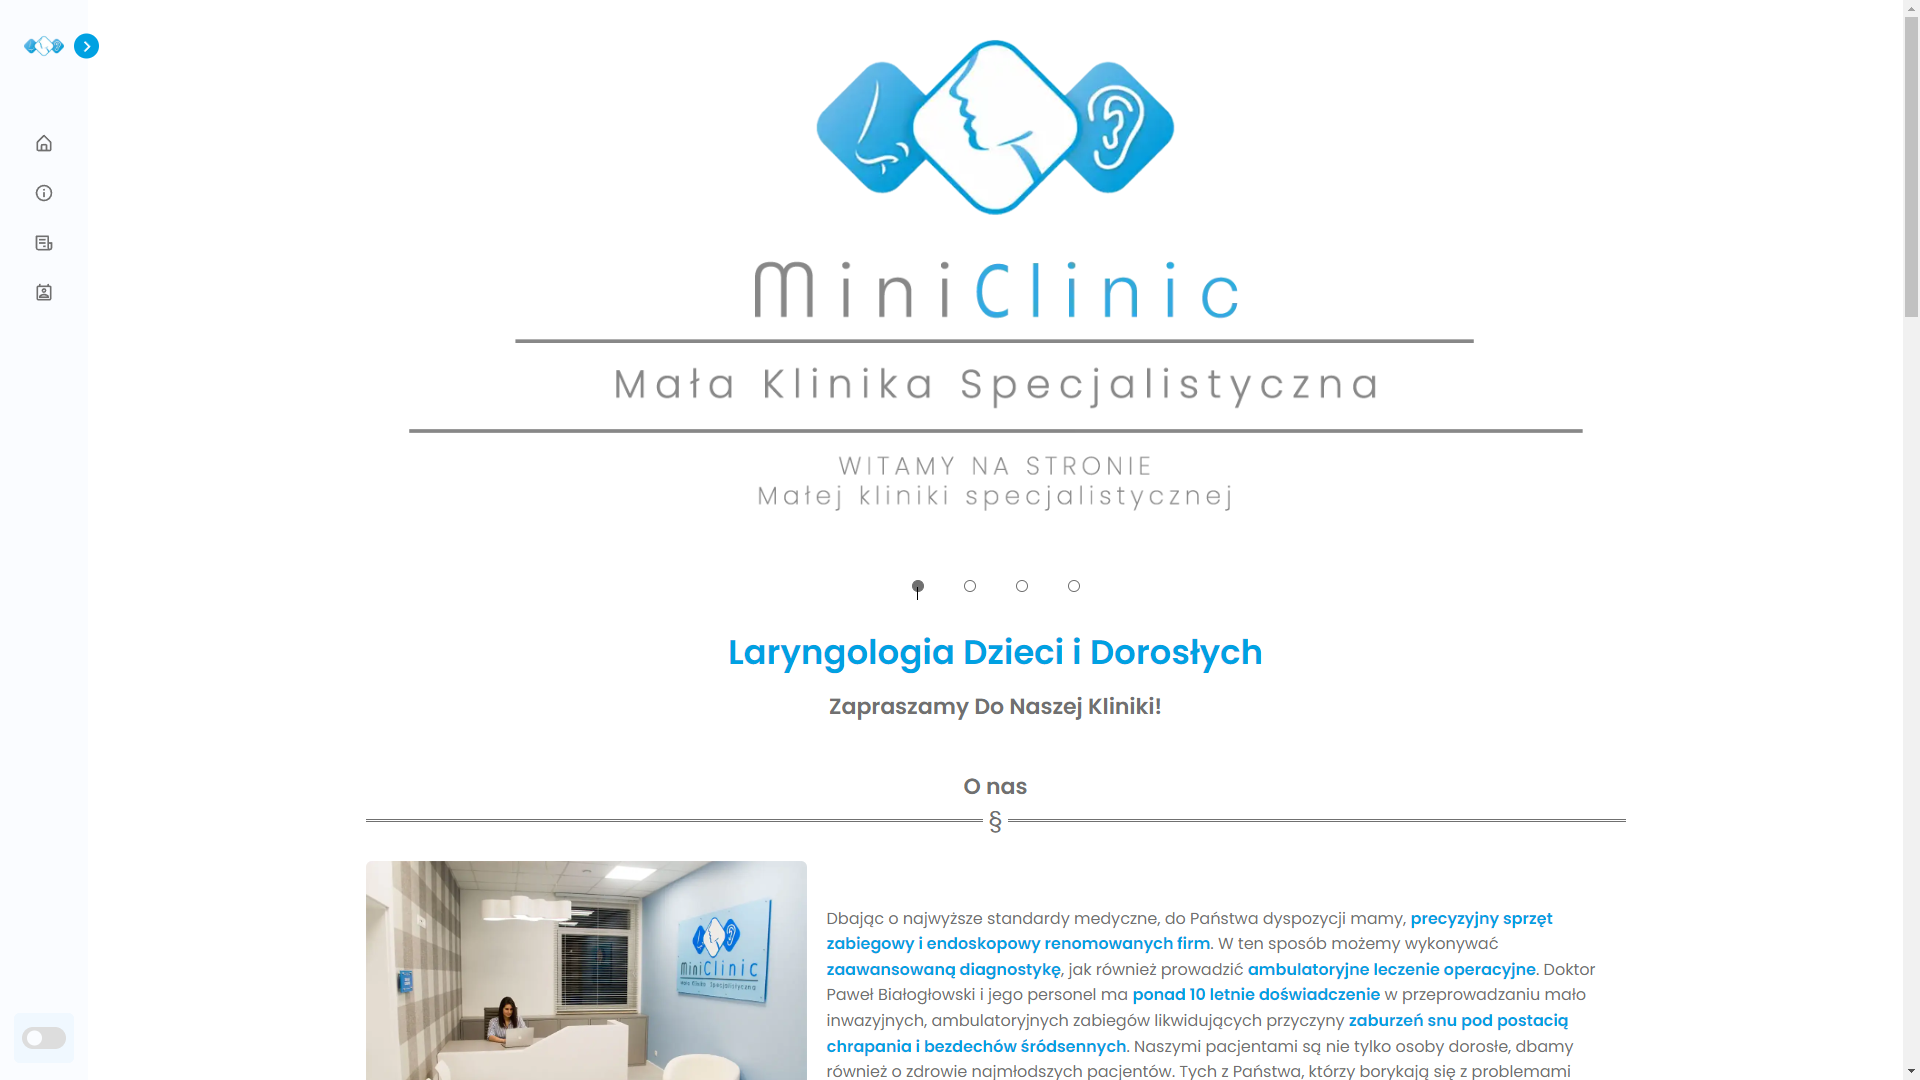 MiniClinic
Mała Klinika Specjalistyczna
WITAMY NA STRONIE
Małej kliniki specjalistycznej
Laryngologia Dzieci i Dorosłych
Zapraszamy Do Naszej Kliniki!
O nas
§
MiniClinic
Mała Klinika Specjalistyczna
Dbając o najwyższe standardy medyczne, do Państwa dyspozycji mamy, precyzyjny sprzęt
zabiegowy i endoskopowy renomowanych firm. W ten sposób możemy wykonywać
zaawansowaną diagnostykę, jak również prowadzić ambulatoryjne leczenie operacyjne. Doktor
Paweł Białogłowski i jego personel ma ponad 10 letnie doświadczenie w przeprowadzaniu mało
inwazyjnych, ambulatoryjnych zabiegów likwidujących przyczyny zaburzeń snu pod postacią
chrapania i bezdechów śródsennych. Naszymi pacjentami są nie tylko osoby dorosłe, dbamy
również o zdrowie najmłodszych pacjentów. Tych z Państwa, którzy borykają się z problemami